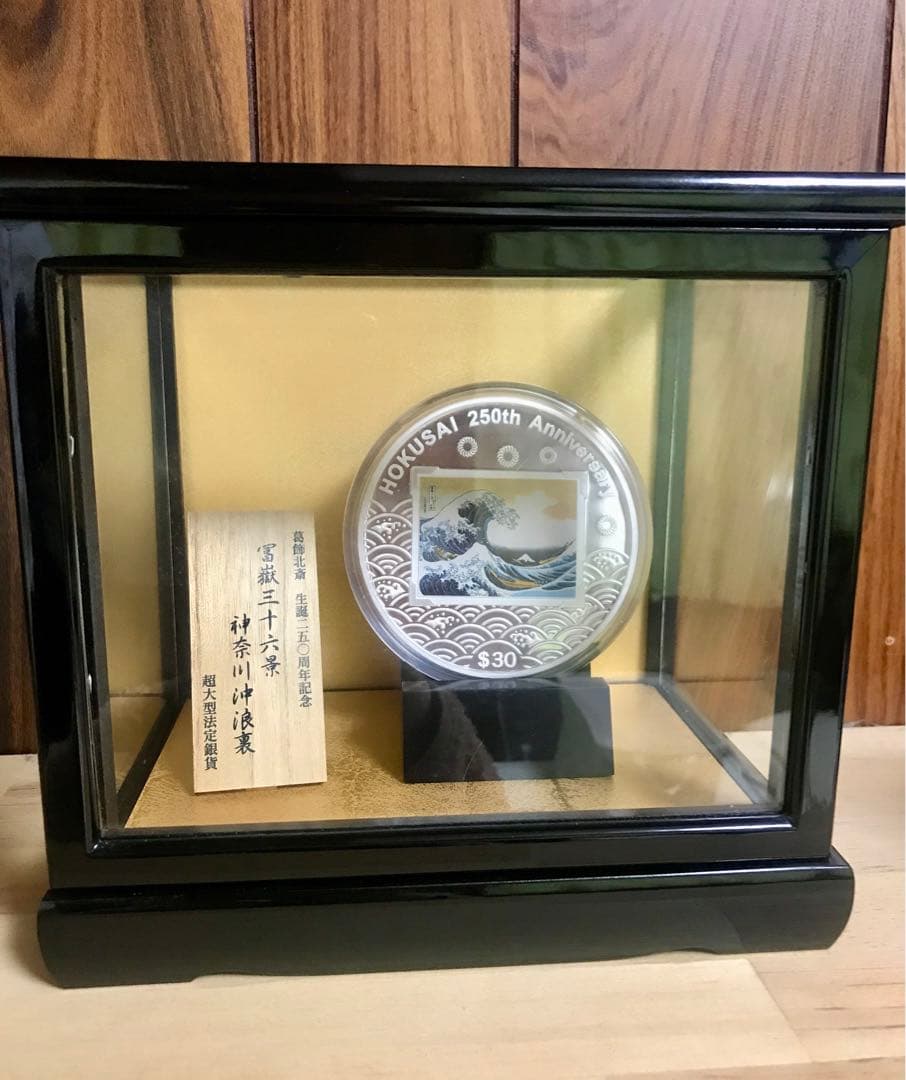 葛飾北斎　生誕二五〇周年記念
冨嶽三十六景
神奈川沖浪裏
超大型法定銀貨
HOKUSAI 250th Anniversary
$30